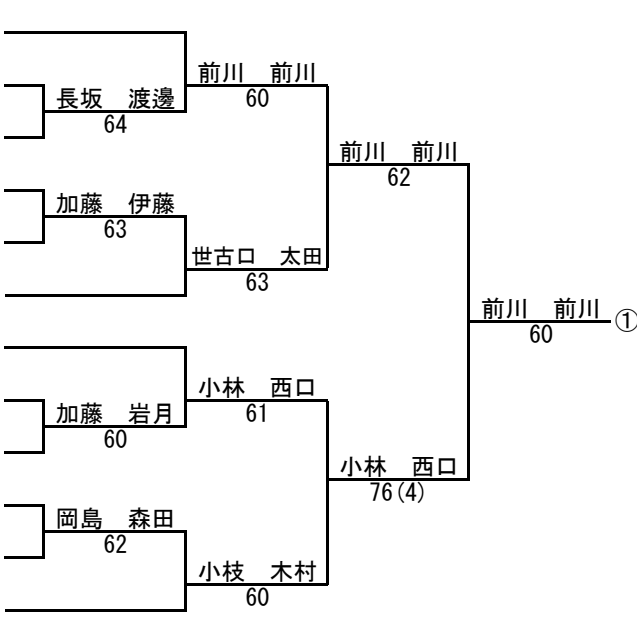 前川　前川
60
長坂　渡邊
64
前川　前川
62
加藤　伊藤
63
世古口　太田
63
前川　前川　①
60
小林　西口
61
加藤　岩月
60
小林　西口
76(4)
岡島　森田
62
小枝　木村
60